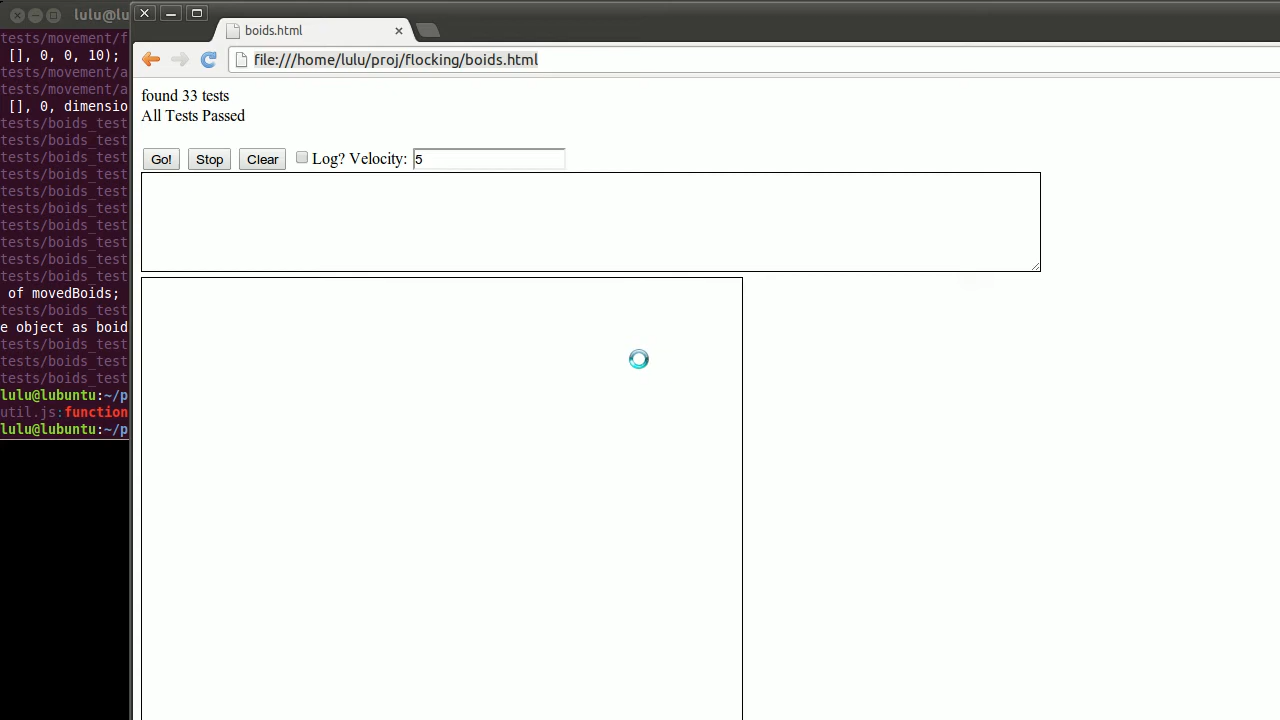 lulu@lu
tests/movement/f
[], 0, 0, 10);
tests/movement/a
tests/movement/a
[], 0, dimensio
tests/boids_test
tests/boids_test
tests/boids_test
tests/boids_test
tests/boids_test
tests/boids_test
tests/boids_test
tests/boids_test
tests/boids_test
tests/boids_test
of movedBoids;
tests/boids_test
e object as boid
tests/boids_test
tests/boids_test
tests/boids_test
lulu@lubuntu:~/p
util.js:function
lulu@lubuntu:~/p
boids.html
file:///home/lulu/proj/flocking/boids.html
found 33 tests
All Tests Passed
Go! Stop Clear Log? Velocity: 5